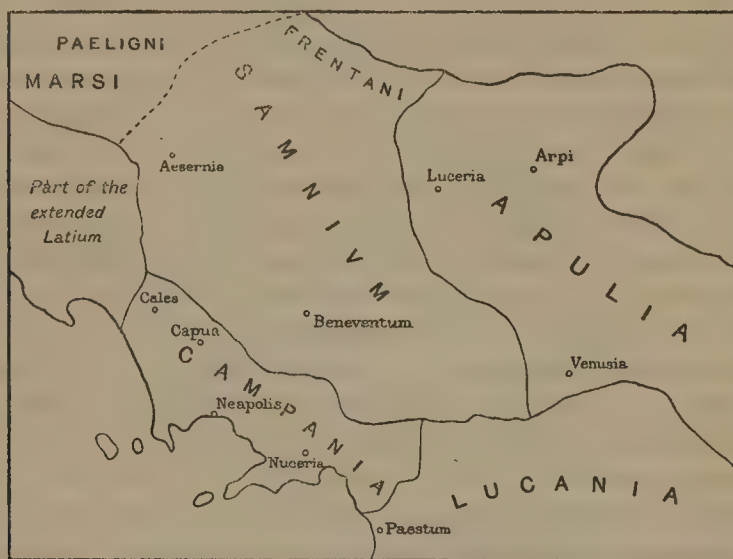 PAELIGNI
MARSI
FRENTANI
SAMNIVM
Aesernia
Arpi
Luceria
Part of the
extended
Latium
APULIA
Cales
Capua
Beneventum
CAMPANIA
Venusia
Neapolis
Nuceria
LUCANIA
Paestum